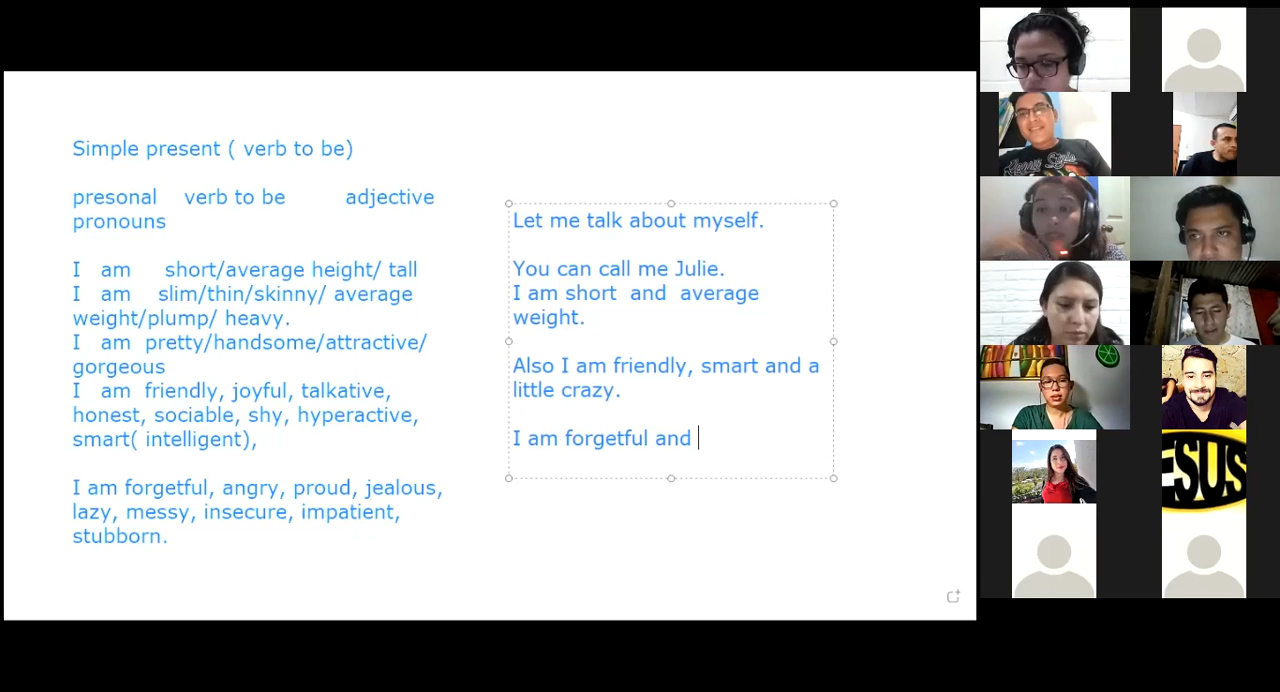 Simple present ( verb to be)
presonal verb to be adjective
pronouns
I am short/average height/ tall
I am slim/thin/skinny/ average
weight/plump/ heavy.
I am pretty/handsome/attractive/
gorgeous
I am friendly, joyful, talkative,
honest, sociable, shy, hyperactive,
smart( intelligent),
I am forgetful, angry, proud, jealous,
lazy, messy, insecure, impatient,
stubborn.
Let me talk about myself.
You can call me Julie.
I am short and average
weight.
Also I am friendly, smart and a
little crazy.
I am forgetful and
ESUS